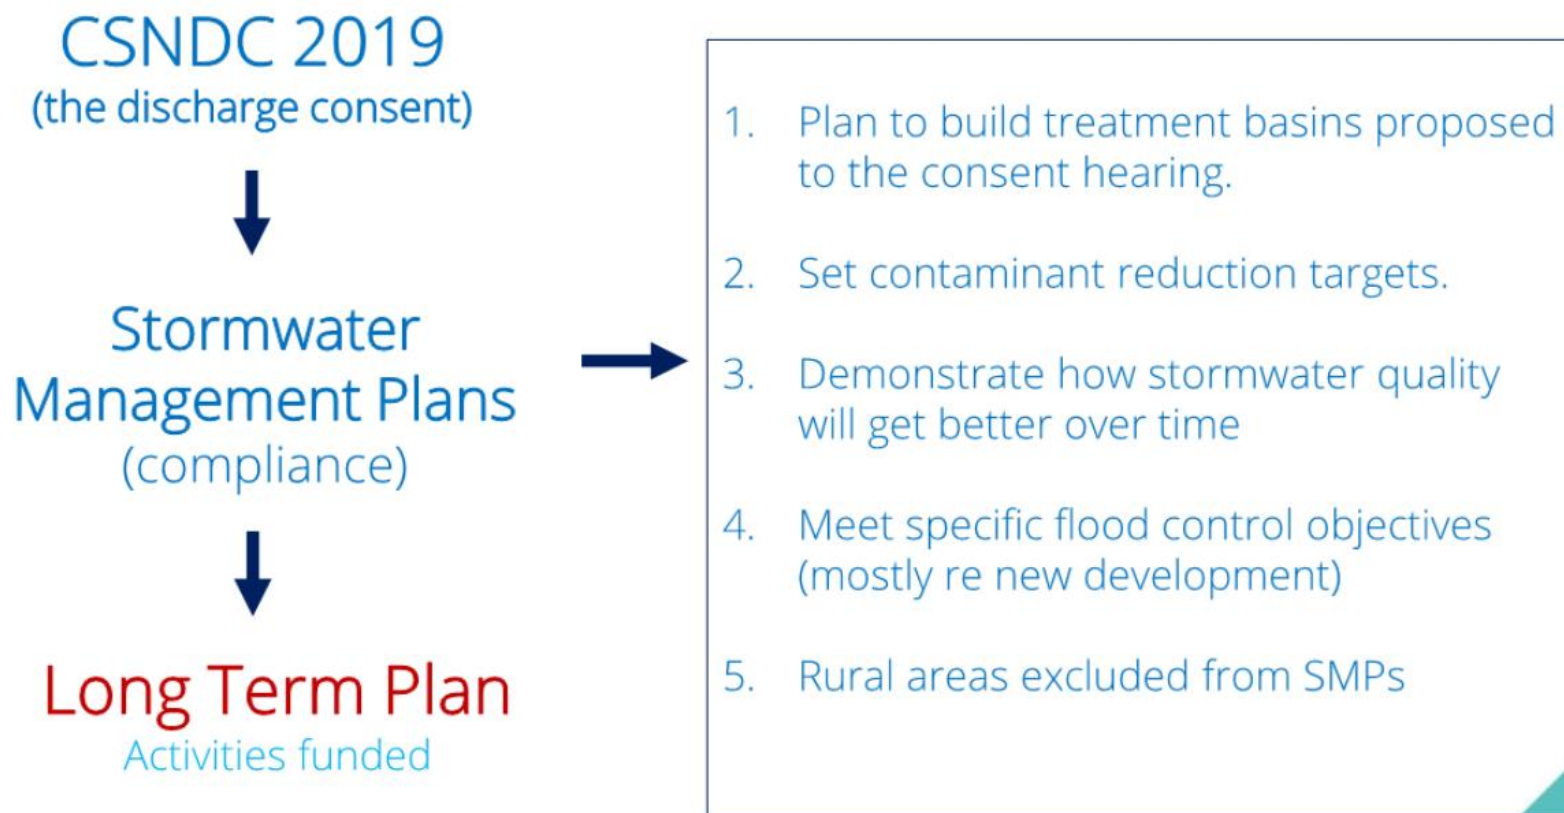 CSNDC 2019
(the discharge consent)
Stormwater
Management Plans
(compliance)
Long Term Plan
Activities funded
1. Plan to build treatment basins proposed
to the consent hearing.
2. Set contaminant reduction targets.
3. Demonstrate how stormwater quality
will get better over time
4. Meet specific flood control objectives
(mostly re new development)
5. Rural areas excluded from SMPs